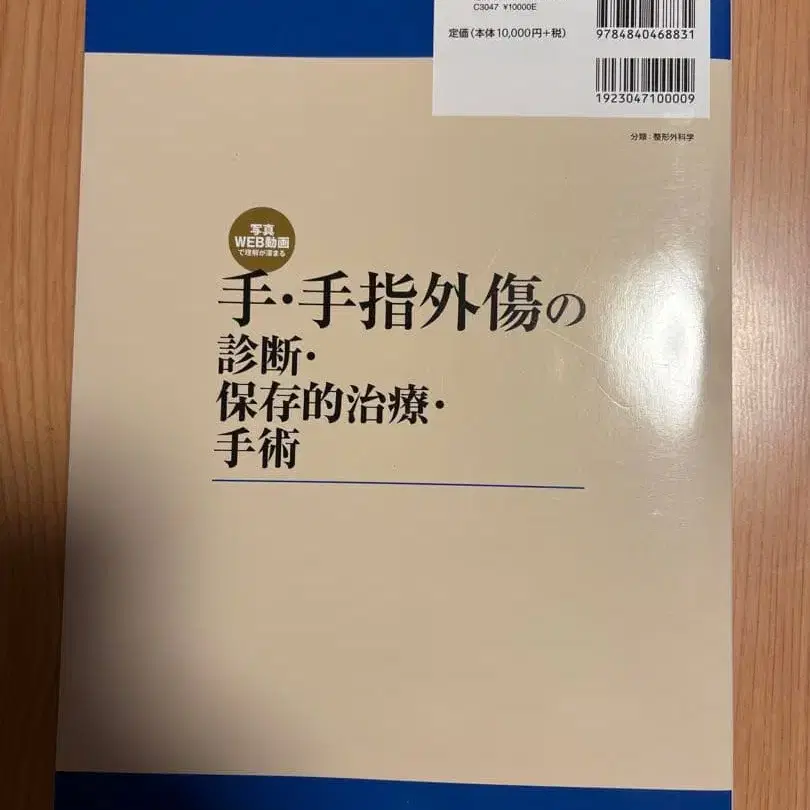 C3047 ¥10000E
定価(本体10,000円+税)
9784840468831
1923047100009
分類:整形外科学
写真
WEB動画
で理解が深まる
手・手指外傷の
診断・
保存的治療・
手術